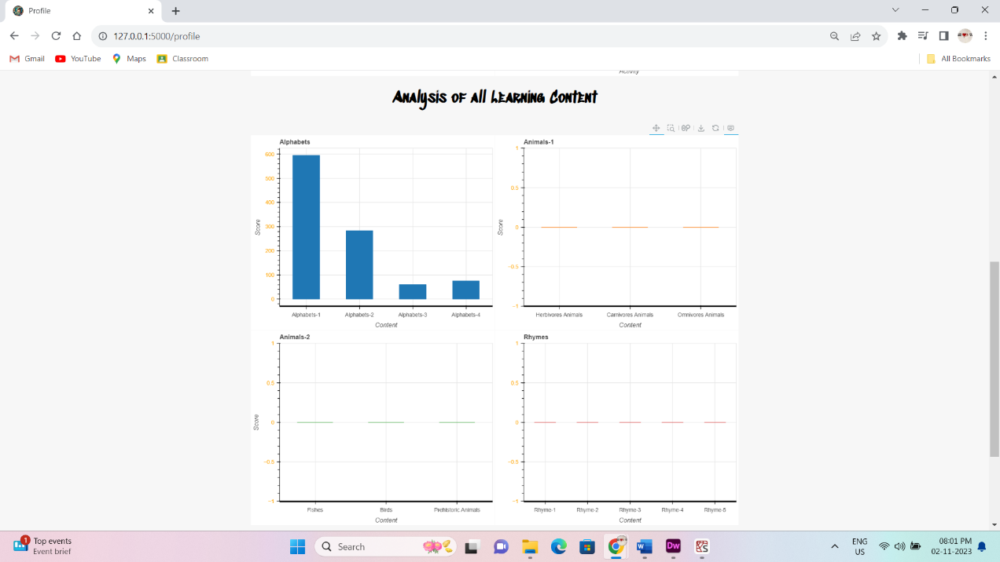 Profile
127.0.0.1:5000/profile
Gmail YouTube Maps Classroom All Bookmarks
Activity
Analysis of all Learning Content
Alphabets
600
500
400
300
200
100
0
Score
Alphabets-1 Alphabets-2 Alphabets-3 Alphabets-4
Content
Animals-1
1
0.5
0
−0.5
−1
Score
Herbivores Animals Carnivores Animals Omnivores Animals
Content
Animals-2
1
0.5
0
−0.5
−1
Score
Fishes Birds Prehistoric Animals
Content
Rhymes
1
0.5
0
−0.5
−1
Rhyme-1 Rhyme-2 Rhyme-3 Rhyme-4 Rhyme-5
Content
1
Top events
Event brief
Search
Dw
ENG
US
08:01 PM
02-11-2023